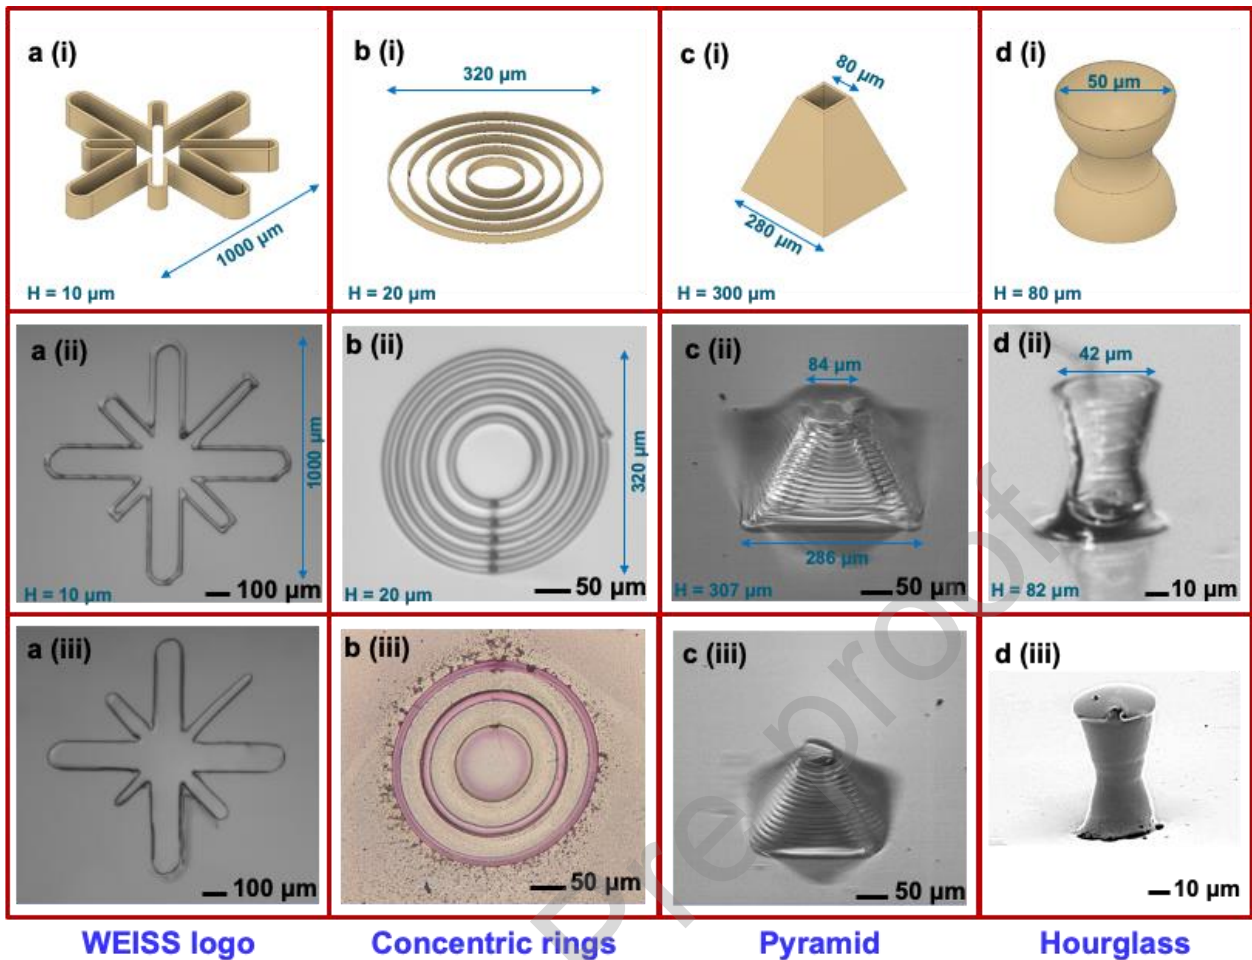 a (i)
1000 µm
H = 10 µm
b (i)
320 µm
H = 20 µm
c (i)
80 µm
280 µm
H = 300 µm
d (i)
50 µm
H = 80 µm
a (ii)
1000 µm
H = 10 µm
100 µm
b (ii)
320 µm
H = 20 µm
50 µm
c (ii)
84 µm
286 µm
H = 307 µm
50 µm
d (ii)
42 µm
H = 82 µm
10 µm
a (iii)
100 µm
b (iii)
50 µm
c (iii)
50 µm
d (iii)
10 µm
WEISS logo
Concentric rings
Pyramid
Hourglass
Preproof